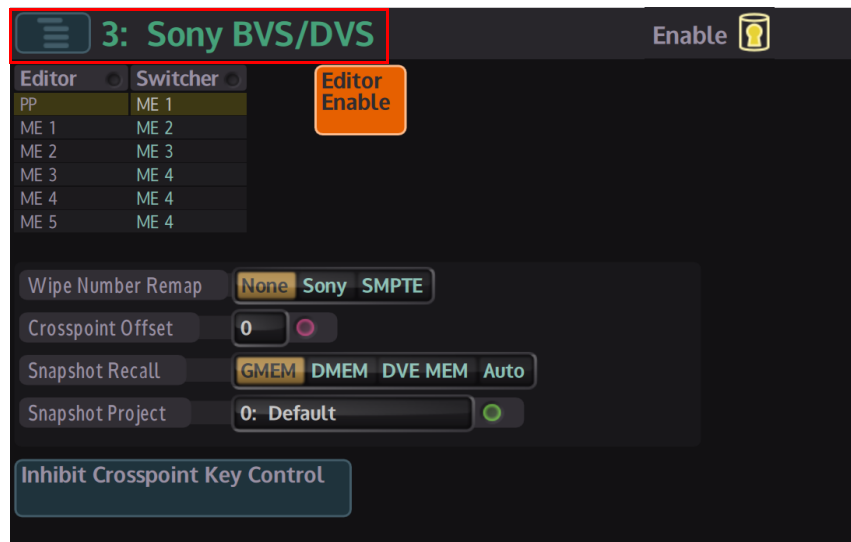 3: Sony BVS/DVS
Enable
Editor Switcher
Editor
Enable
PP ME 1
ME 1 ME 2
ME 2 ME 3
ME 3 ME 4
ME 4 ME 4
ME 5 ME 4
Wipe Number Remap None Sony SMPTE
Crosspoint Offset 0
Snapshot Recall GMEM DMEM DVE MEM Auto
Snapshot Project 0: Default
Inhibit Crosspoint Key Control